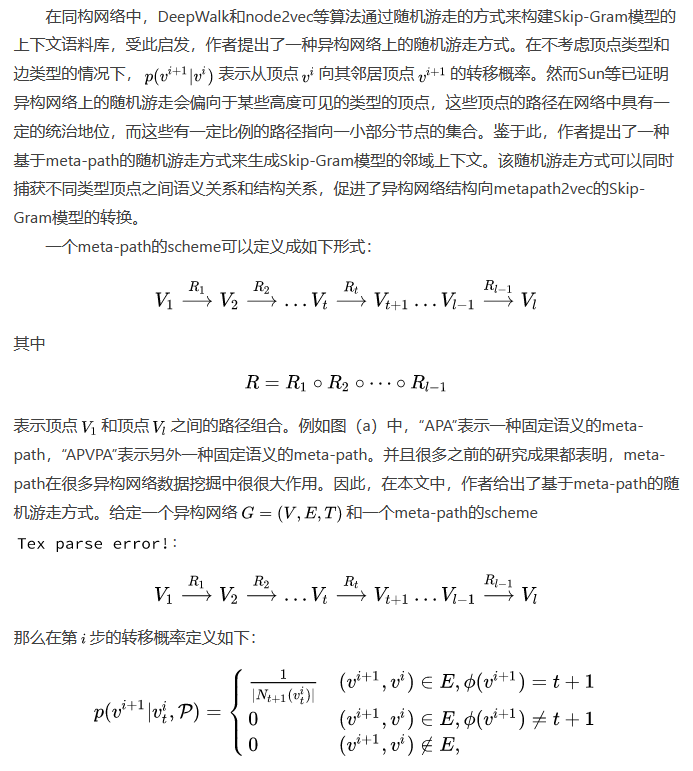 在同构网络中，DeepWalk和node2vec等算法通过随机游走的方式来构建Skip-Gram模型的
上下文语料库，受此启发，作者提出了一种异构网络上的随机游走方式。在不考虑顶点类型和
边类型的情况下， p(v^{i+1}|v^i) 表示从顶点 v^i 向其邻居顶点 v^{i+1} 的转移概率。然而Sun等已证明
异构网络上的随机游走会偏向于某些高度可见的类型的顶点，这些顶点的路径在网络中具有一
定的统治地位，而这些有一定比例的路径指向一小部分节点的集合。鉴于此，作者提出了一种
基于meta-path的随机游走方式来生成Skip-Gram模型的邻域上下文。该随机游走方式可以同时
捕获不同类型顶点之间语义关系和结构关系，促进了异构网络结构向metapath2vec的Skip-
Gram模型的转换。
一个meta-path的scheme可以定义成如下形式：
V_1 \xrightarrow{R_1} V_2 \xrightarrow{R_2} … V_t \xrightarrow{R_t} V_{t+1} … V_{l-1} \xrightarrow{R_{l-1}} V_l
其中
R = R_1 ∘ R_2 ∘ ⋯ ∘ R_{l-1}
表示顶点 V_1 和顶点 V_l 之间的路径组合。例如图（a）中，“APA”表示一种固定语义的meta-
path，“APVPA”表示另外一种固定语义的meta-path。并且很多之前的研究成果都表明，meta-
path在很多异构网络数据挖掘中很很大作用。因此，在本文中，作者给出了基于meta-path的随
机游走方式。给定一个异构网络 G = (V, E, T) 和一个meta-path的scheme
Tex parse error!：
V_1 \xrightarrow{R_1} V_2 \xrightarrow{R_2} … V_t \xrightarrow{R_t} V_{t+1} … V_{l-1} \xrightarrow{R_{l-1}} V_l
那么在第 i 步的转移概率定义如下：
p(v^{i+1}|v_t^i, \mathcal{P}) = { \frac{1}{|N_{t+1}(v_t^i)|} (v^{i+1}, v^i) ∈ E, ϕ(v^{i+1}) = t + 1
0 (v^{i+1}, v^i) ∈ E, ϕ(v^{i+1}) ≠ t + 1
0 (v^{i+1}, v^i) ∉ E,